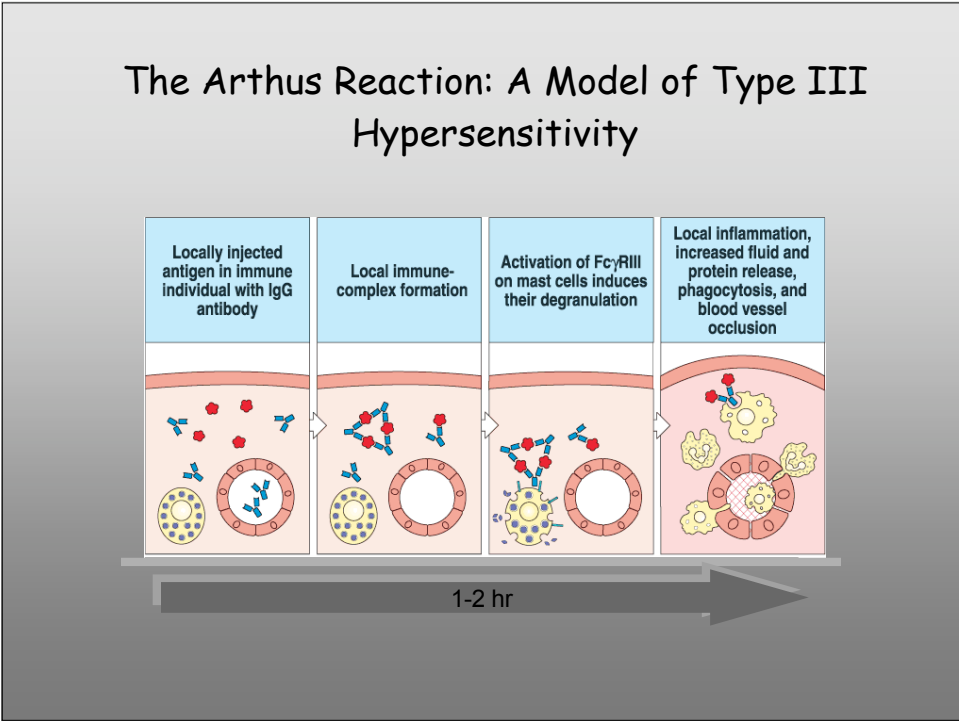 The Arthus Reaction: A Model of Type III
Hypersensitivity
Locally injected
antigen in immune
individual with IgG
antibody
Local immune-
complex formation
Activation of FcγRIII
on mast cells induces
their degranulation
Local inflammation,
increased fluid and
protein release,
phagocytosis, and
blood vessel
occlusion
1-2 hr